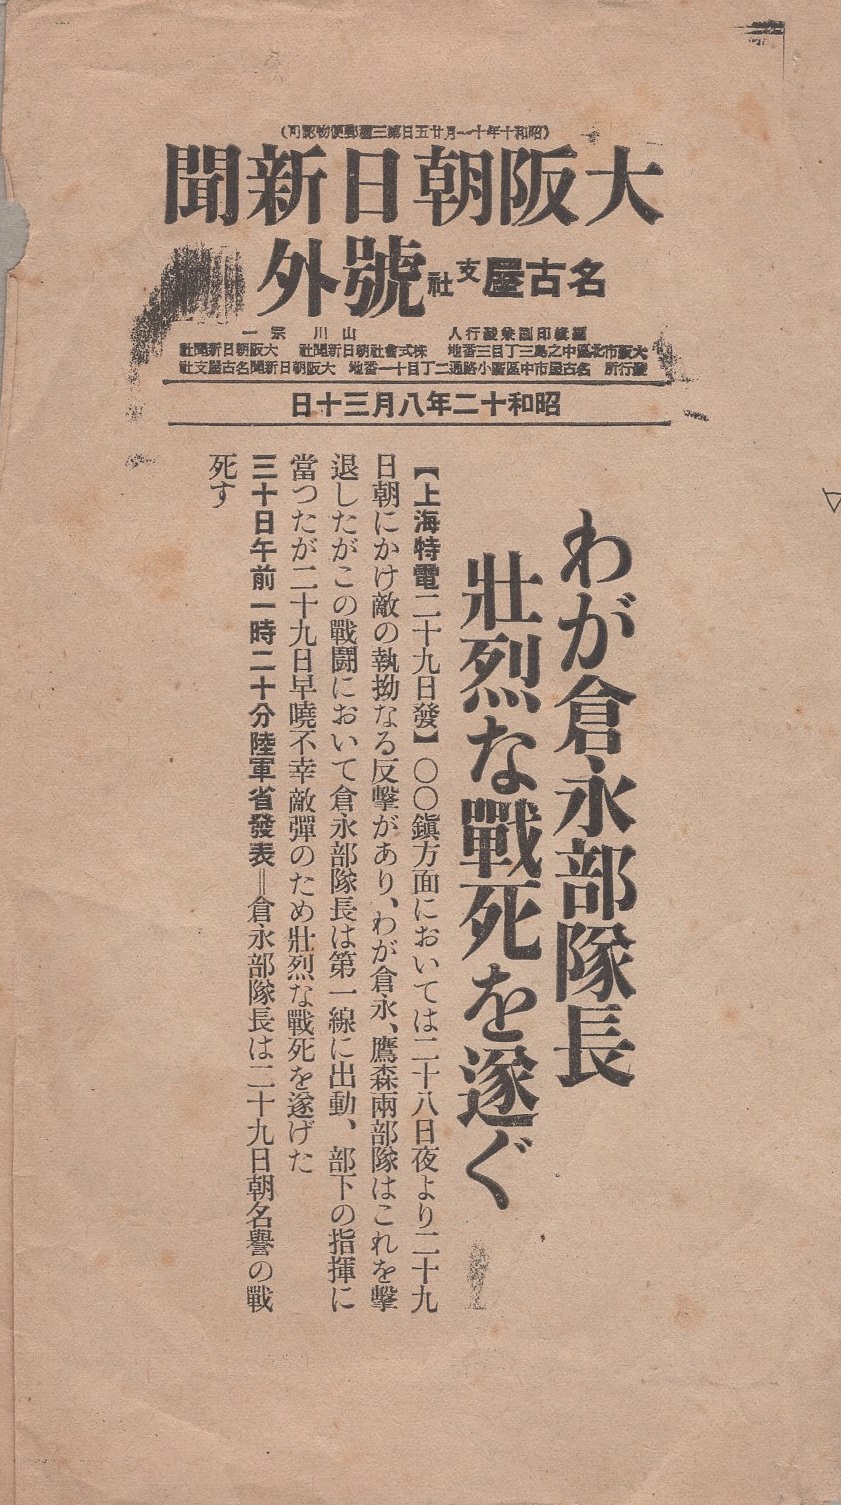 (昭和十年十一月廿五日第三種郵便物認可)
大阪朝日新聞
名古屋支社 號外
編輯印刷兼發行人 山川宗一
大阪市北區中之島三丁目三番地 株式會社朝日新聞社 大阪朝日新聞社
發行所 名古屋市中區廣小路通二丁目十一番地 大阪朝日新聞名古屋支社
昭和十二年八月三十日
わが倉永部隊長
壯烈な戰死を遂ぐ
【上海特電二十九日發】〇〇鎭方面においては二十八日夜より二十九
日朝にかけ敵の執拗なる反擊があり、わが倉永、鷹森兩部隊はこれを擊
退したがこの戰鬪において倉永部隊長は第一線に出動、部下の指揮に
當つたが二十九日早曉不幸敵彈のため壯烈な戰死を遂げた
三十日午前一時二十分陸軍省發表=倉永部隊長は二十九日朝名譽の戰
死す